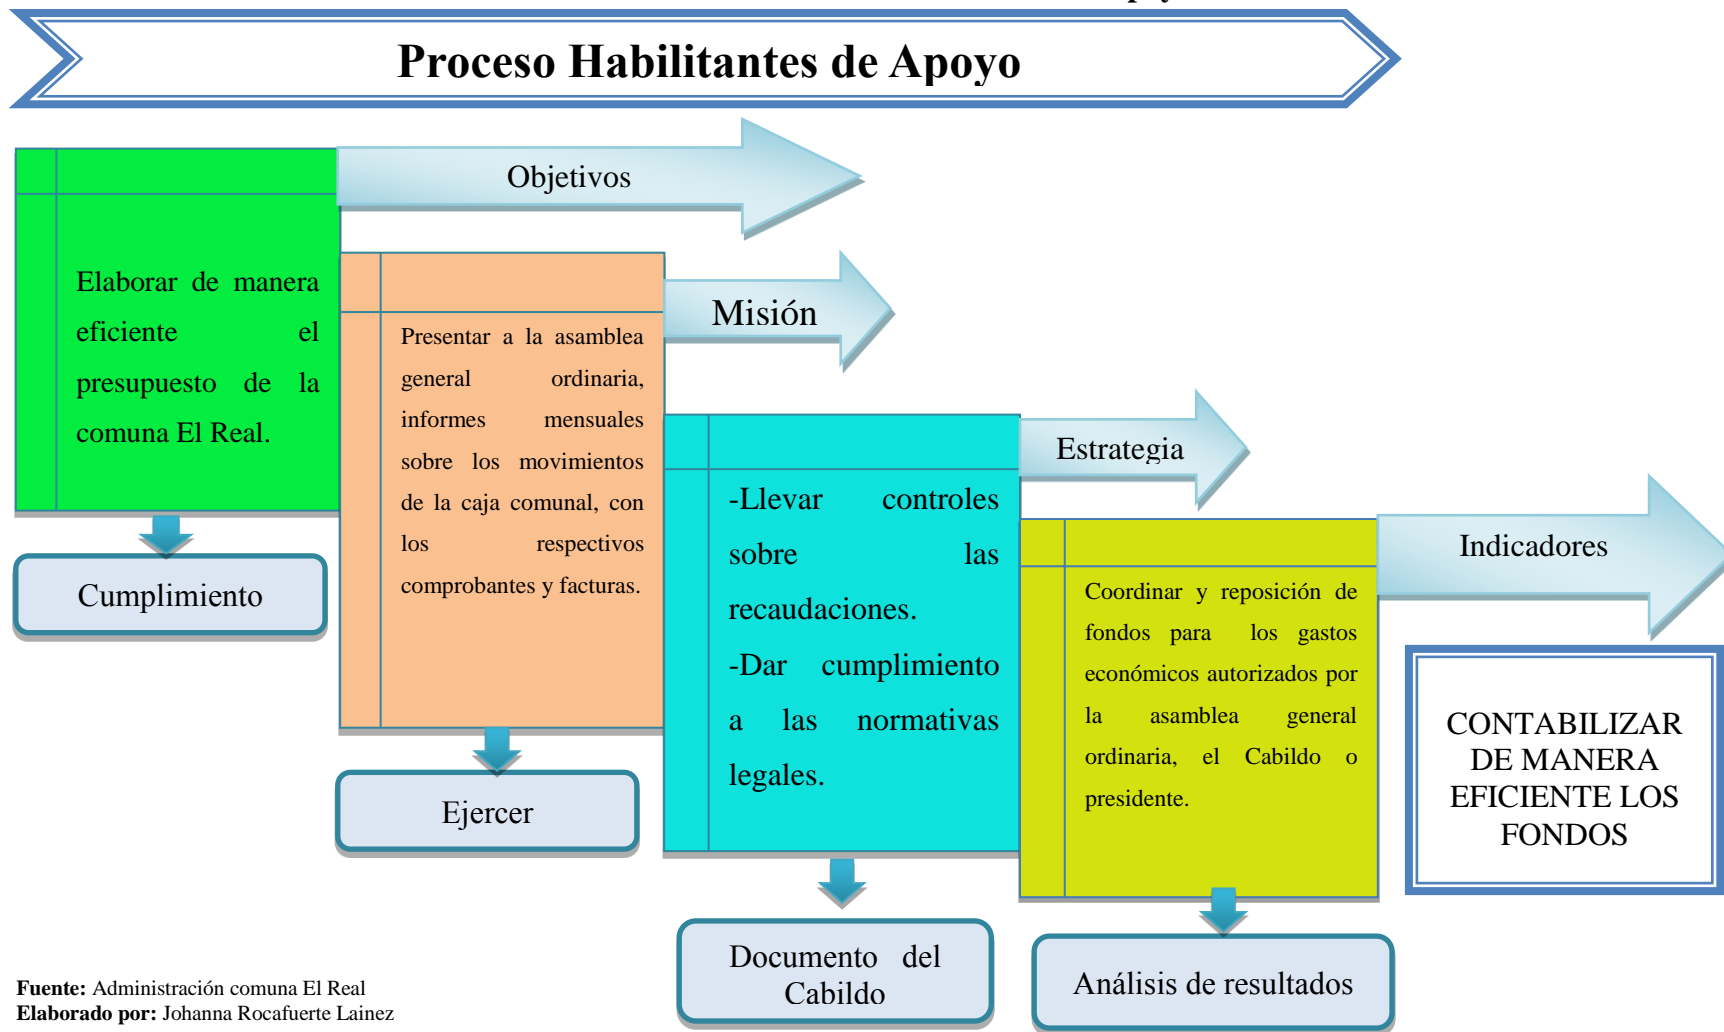 Proceso Habilitantes de Apoyo
Objetivos
Elaborar de manera
eficiente el
presupuesto de la
comuna El Real.
Cumplimiento
Misión
Presentar a la asamblea
general ordinaria,
informes mensuales
sobre los movimientos
de la caja comunal, con
los respectivos
comprobantes y facturas.
Ejercer
Estrategia
-Llevar controles
sobre las
recaudaciones.
-Dar cumplimiento
a las normativas
legales.
Documento del
Cabildo
Indicadores
Coordinar y reposición de
fondos para los gastos
económicos autorizados por
la asamblea general
ordinaria, el Cabildo o
presidente.
Análisis de resultados
CONTABILIZAR
DE MANERA
EFICIENTE LOS
FONDOS
Fuente: Administración comuna El Real
Elaborado por: Johanna Rocafuerte Lainez